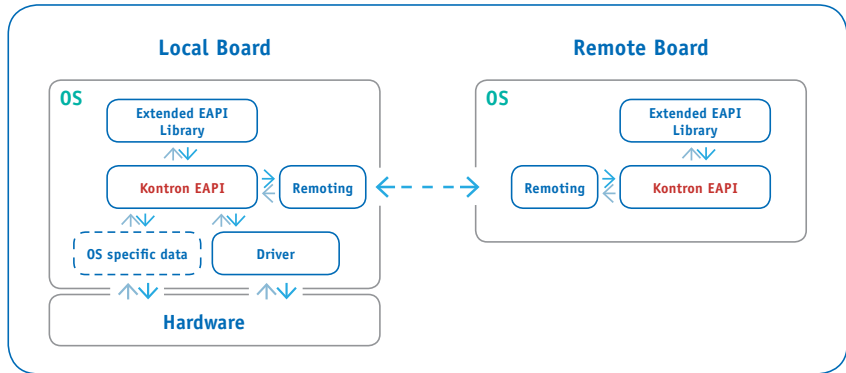 Local Board
OS
Extended EAPI
Library
Kontron EAPI
Remoting
OS specific data
Driver
Hardware
Remote Board
OS
Extended EAPI
Library
Remoting
Kontron EAPI